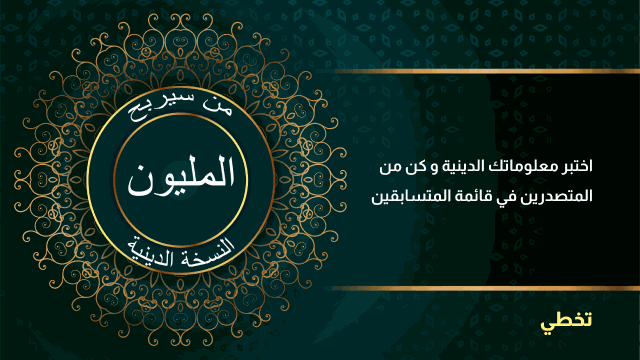 من سيربح
المليون
النسخة الدينية
اختبر معلوماتك الدينية و كن من
المتصدرين في قائمة المتسابقين
تخطي